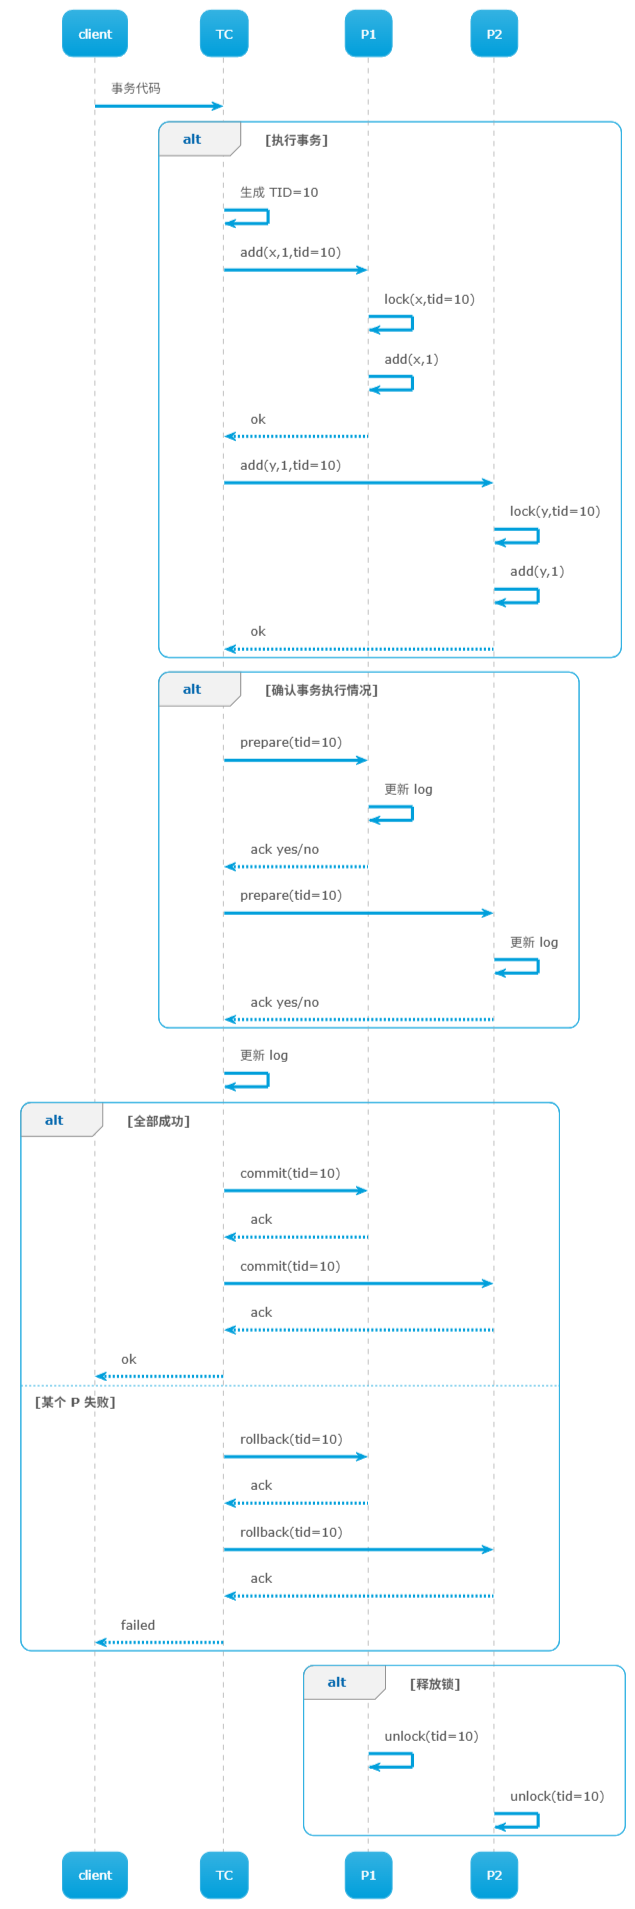 client TC P1 P2
事务代码
alt [执行事务]
生成 TID=10
add(x,1,tid=10)
lock(x,tid=10)
add(x,1)
ok
add(y,1,tid=10)
lock(y,tid=10)
add(y,1)
ok
alt [确认事务执行情况]
prepare(tid=10)
更新 log
ack yes/no
prepare(tid=10)
更新 log
ack yes/no
更新 log
alt [全部成功]
commit(tid=10)
ack
commit(tid=10)
ack
ok
[某个 P 失败]
rollback(tid=10)
ack
rollback(tid=10)
ack
failed
alt [释放锁]
unlock(tid=10)
unlock(tid=10)
client TC P1 P2